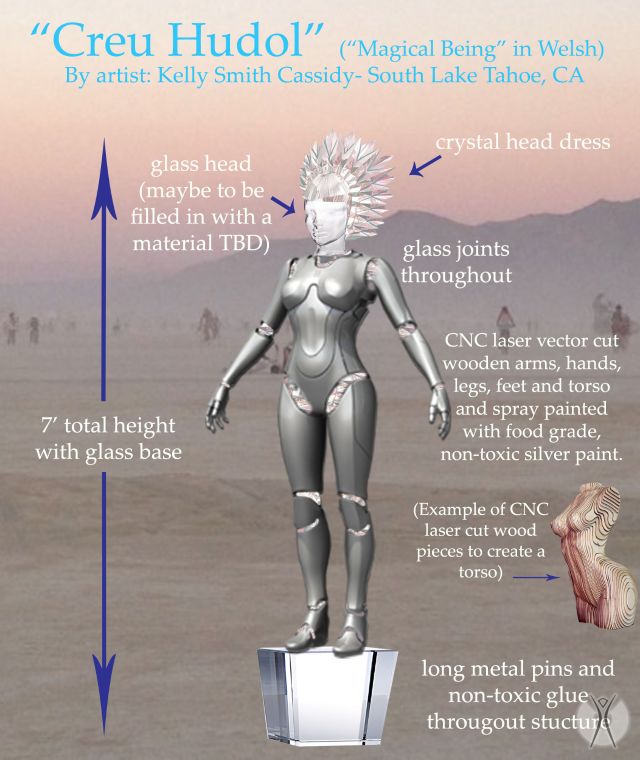 “Creu Hudol” (“Magical Being” in Welsh)
By artist: Kelly Smith Cassidy- South Lake Tahoe, CA
crystal head dress
glass head
(maybe to be
filled in with a
material TBD)
glass joints
throughout
CNC laser vector cut
wooden arms, hands,
legs, feet and torso
and spray painted
with food grade,
non-toxic silver paint.
7’ total height
with glass base
(Example of CNC
laser cut wood
pieces to create a
torso)
long metal pins and
non-toxic glue
througout stucture